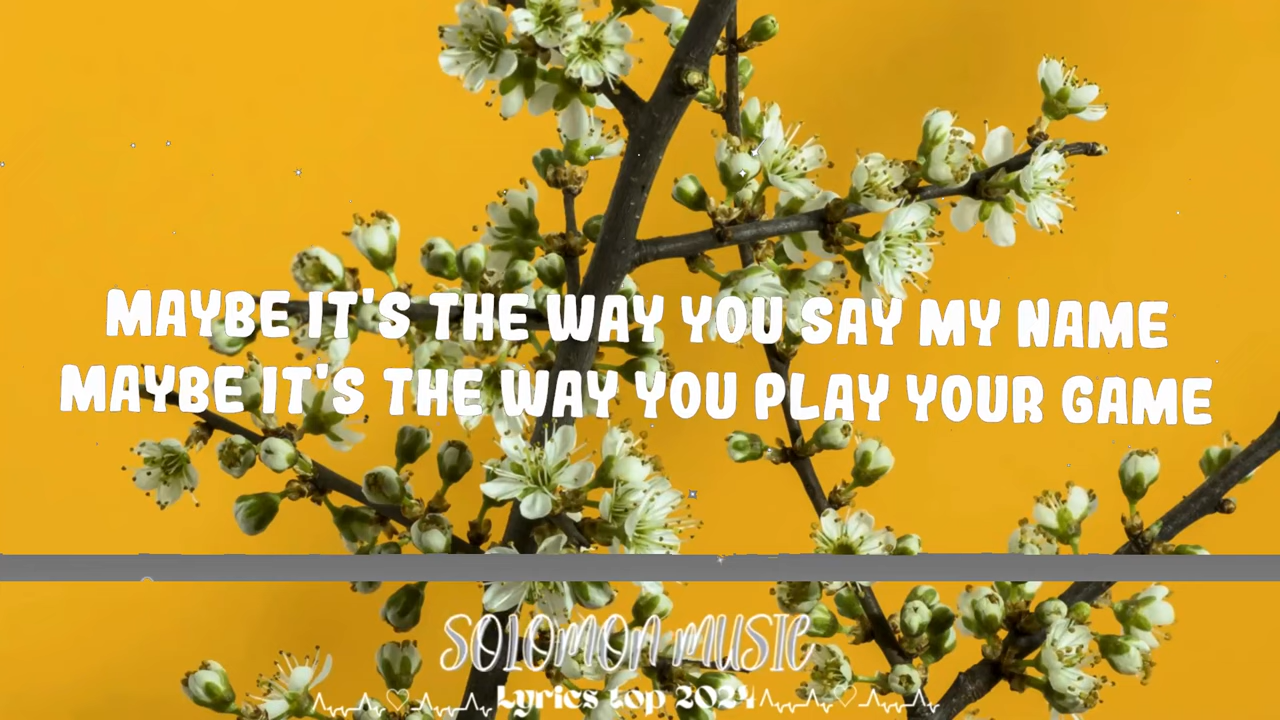 MAYBE IT'S THE WAY YOU SAY MY NAME
MAYBE IT'S THE WAY YOU PLAY YOUR GAME
SOLOMON MUSIC
Lyrics top 2024